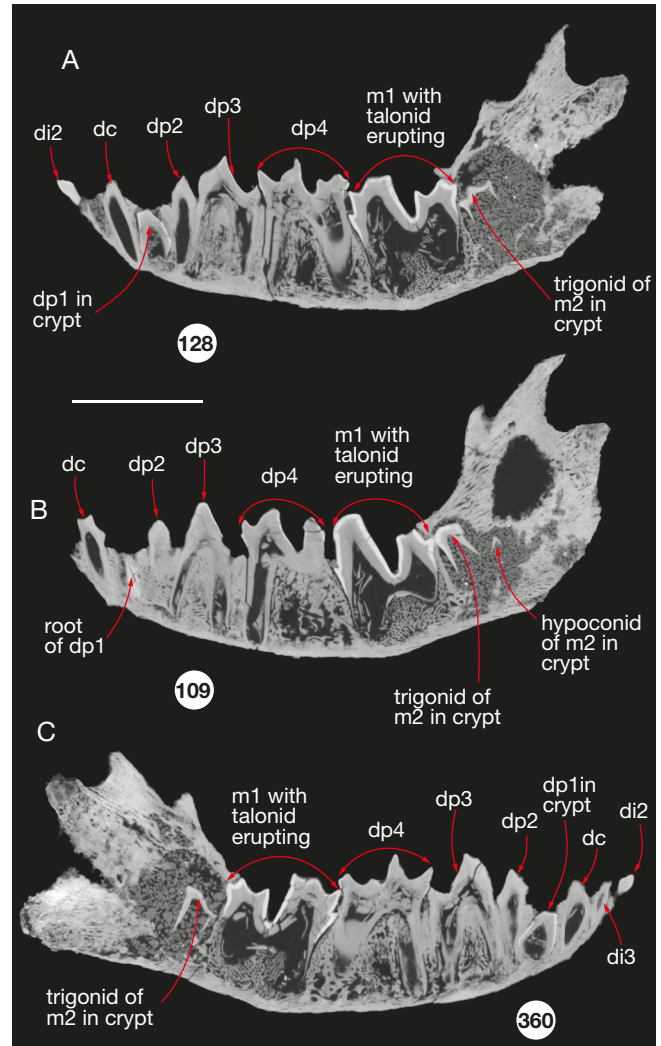 A
di2
dc
dp2
dp3
dp4
m1 with
talonid
erupting
dp1 in
crypt
trigonid of
m2 in
crypt
128
B
dc
dp2
dp3
dp4
m1 with
talonid
erupting
root
of dp1
hypoconid
of m2 in
crypt
trigonid of
m2 in crypt
109
C
m1 with
talonid
erupting
dp4
dp3
dp2
dp1in
crypt
dc
di2
di3
trigonid of
m2 in crypt
360